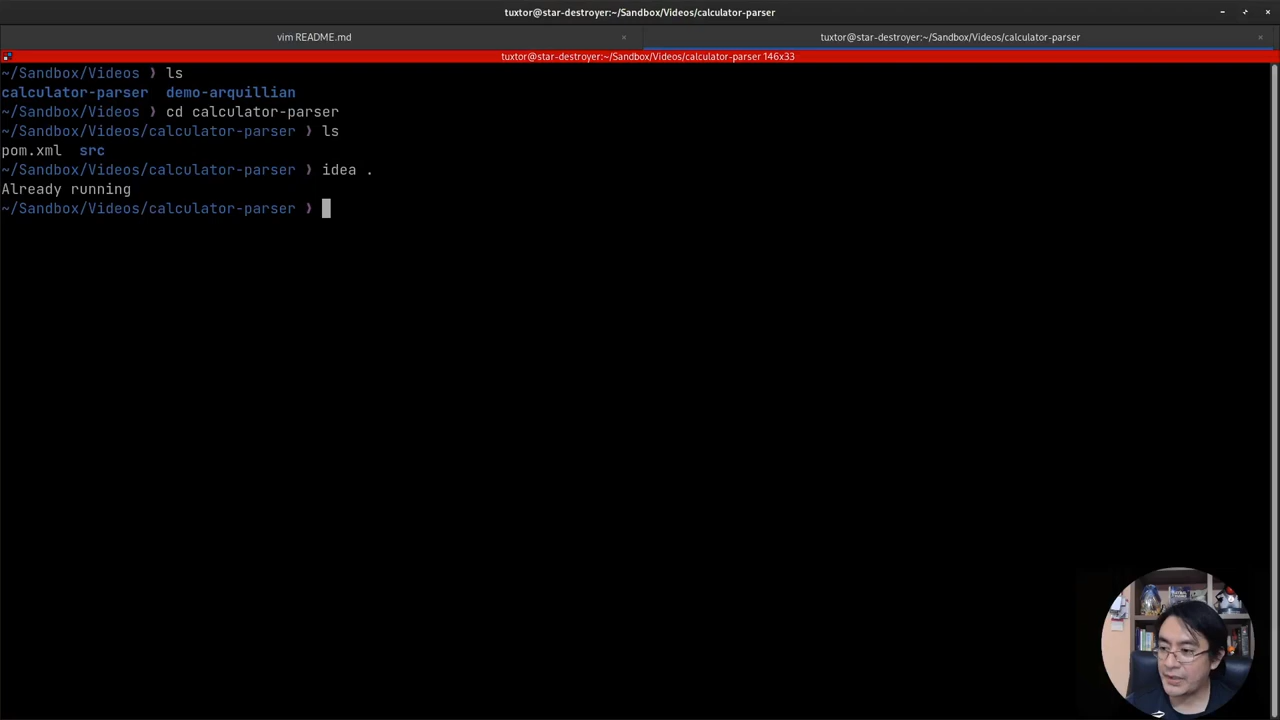 tuxtor@star-destroyer:~/Sandbox/Videos/calculator-parser
vim README.md
tuxtor@star-destroyer:~/Sandbox/Videos/calculator-parser
tuxtor@star-destroyer:~/Sandbox/Videos/calculator-parser 146x33
~/Sandbox/Videos ❯ ls
calculator-parser demo-arquillian
~/Sandbox/Videos ❯ cd calculator-parser
~/Sandbox/Videos/calculator-parser ❯ ls
pom.xml src
~/Sandbox/Videos/calculator-parser ❯ idea .
Already running
~/Sandbox/Videos/calculator-parser ❯